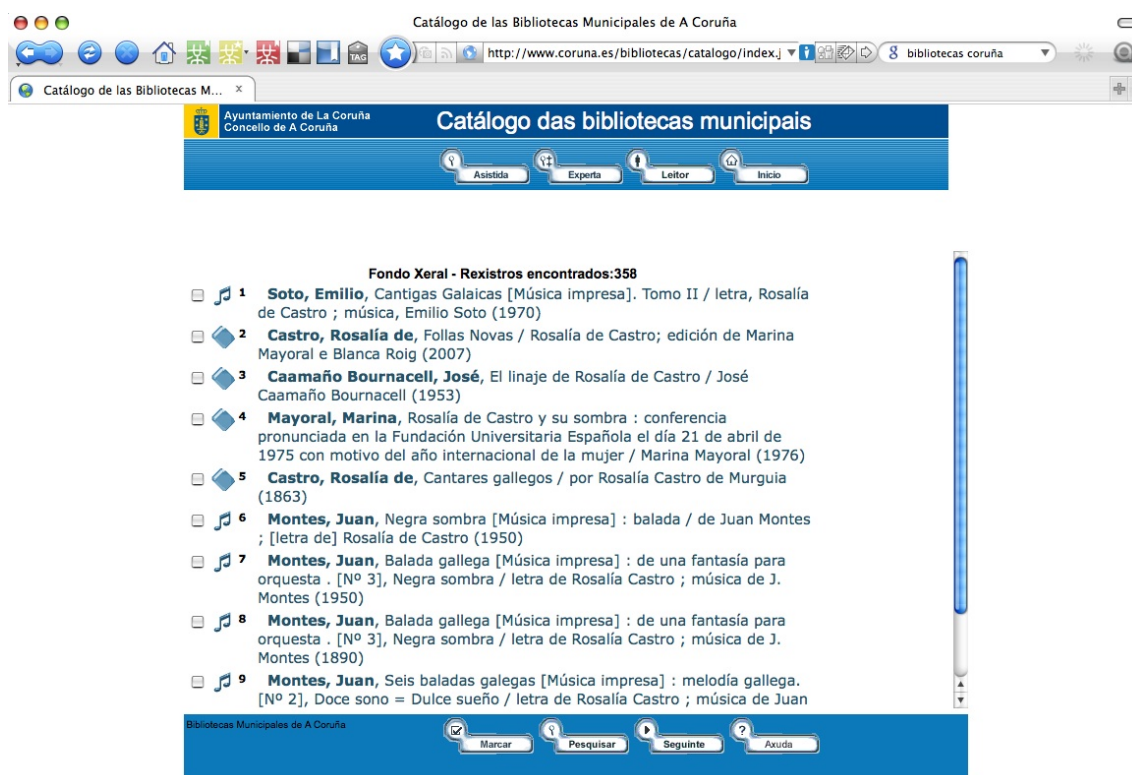 Catálogo de las Bibliotecas Municipales de A Coruña
TAG
http://www.coruna.es/bibliotecas/catalogo/index.j
8 bibliotecas coruña
Catálogo de las Bibliotecas M... x
Ayuntamiento de La Coruña
Concello de A Coruña
Catálogo das bibliotecas municipais
Asistida
Experta
Leitor
Inicio
Fondo Xeral - Rexistros encontrados:358
1 Soto, Emilio, Cantigas Galaicas [Música impresa]. Tomo II / letra, Rosalía
de Castro ; música, Emilio Soto (1970)
2 Castro, Rosalía de, Follas Novas / Rosalía de Castro; edición de Marina
Mayoral e Blanca Roig (2007)
3 Caamaño Bournacell, José, El linaje de Rosalía de Castro / José
Caamaño Bournacell (1953)
4 Mayoral, Marina, Rosalía de Castro y su sombra : conferencia
pronunciada en la Fundación Universitaria Española el día 21 de abril de
1975 con motivo del año internacional de la mujer / Marina Mayoral (1976)
5 Castro, Rosalía de, Cantares gallegos / por Rosalía Castro de Murguia
(1863)
6 Montes, Juan, Negra sombra [Música impresa] : balada / de Juan Montes
; [letra de] Rosalía de Castro (1950)
7 Montes, Juan, Balada gallega [Música impresa] : de una fantasía para
orquesta . [Nº 3], Negra sombra / letra de Rosalía Castro ; música de J.
Montes (1950)
8 Montes, Juan, Balada gallega [Música impresa] : de una fantasía para
orquesta . [Nº 3], Negra sombra / letra de Rosalía Castro ; música de J.
Montes (1890)
9 Montes, Juan, Seis baladas galegas [Música impresa] : melodía gallega.
[Nº 2], Doce sono = Dulce sueño / letra de Rosalía Castro ; música de Juan
Bibliotecas Municipales de A Coruña
Marcar
Pesquisar
Seguinte
Axuda